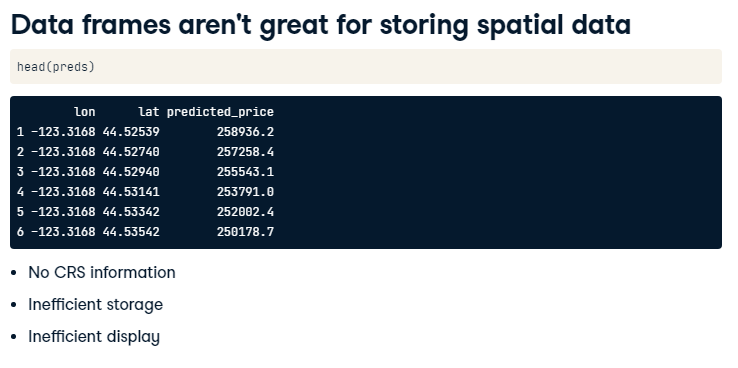 Data frames aren't great for storing spatial data
head(preds)
lon lat predicted_price
1 -123.3168 44.52539 258936.2
2 -123.3168 44.52740 257258.4
3 -123.3168 44.52940 255543.1
4 -123.3168 44.53141 253791.0
5 -123.3168 44.53342 252002.4
6 -123.3168 44.53542 250178.7
• No CRS information
• Inefficient storage
• Inefficient display